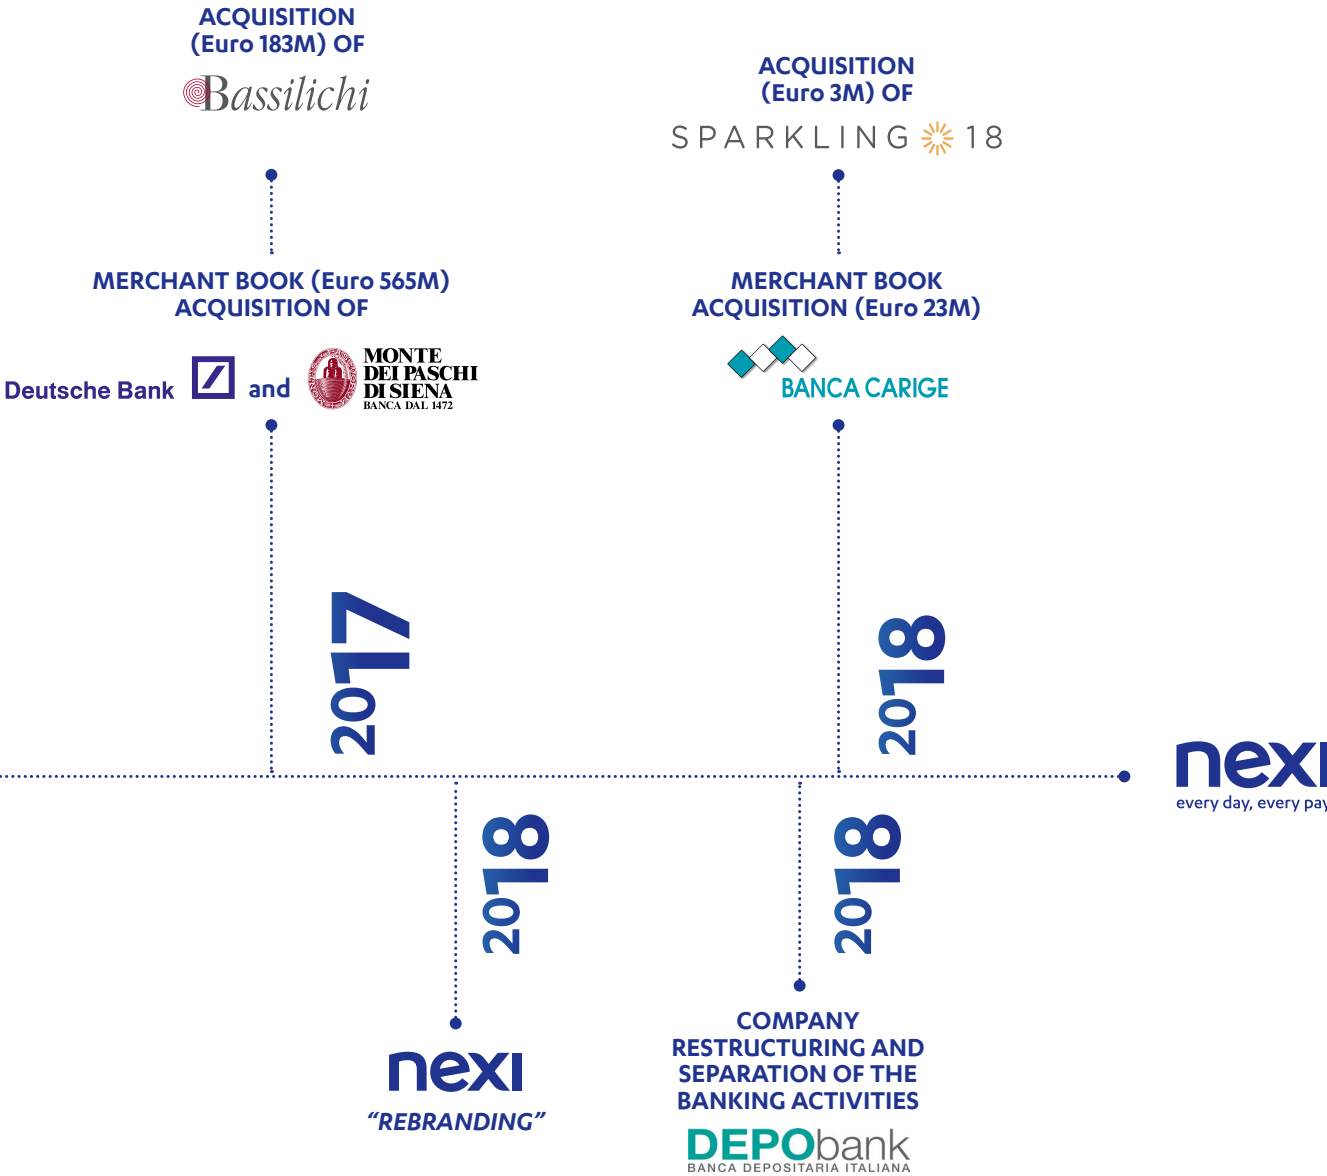 ACQUISITION
(Euro 183M) OF
Bassilichi
MERCHANT BOOK (Euro 565M)
ACQUISITION OF
Deutsche Bank and MONTE
DEI PASCHI
DI SIENA
BANCA DAL 1472
2017
ACQUISITION
(Euro 3M) OF
SPARKLING 18
MERCHANT BOOK
ACQUISITION (Euro 23M)
BANCA CARIGE
2018
nexi
every day, every pay
2018
nexi
“REBRANDING”
2018
COMPANY
RESTRUCTURING AND
SEPARATION OF THE
BANKING ACTIVITIES
DEPObank
BANCA DEPOSITARIA ITALIANA